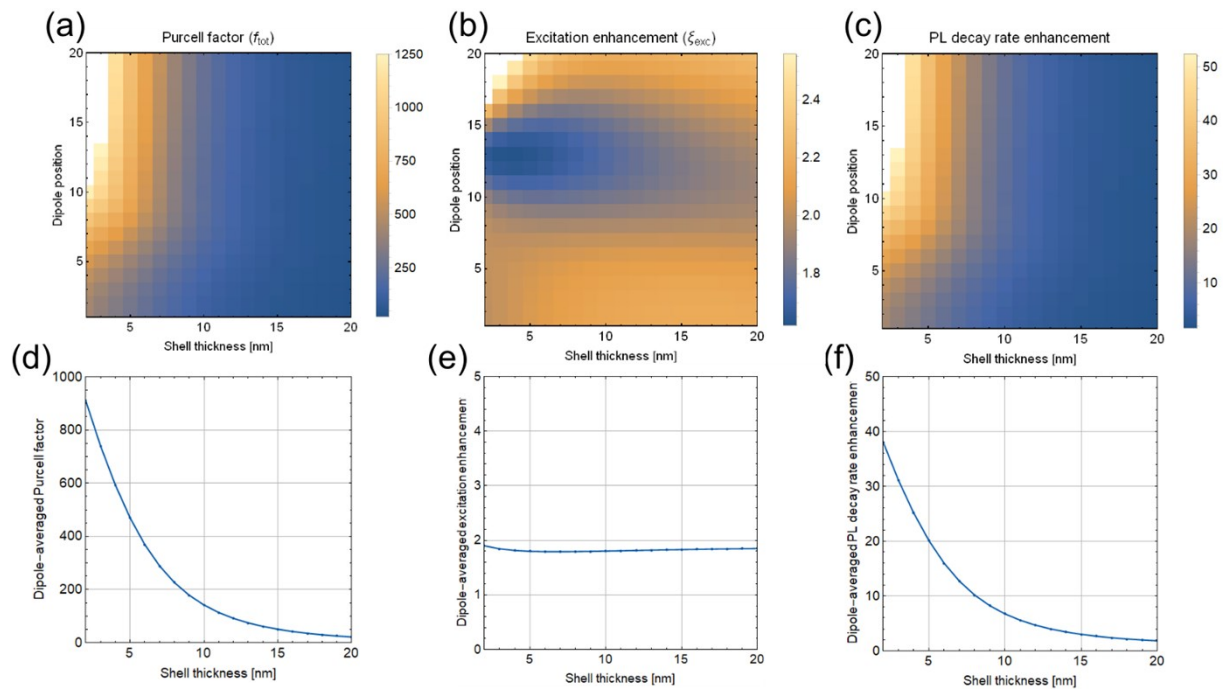 (a)
Purcell factor (ftot)
20
15
10
5
Dipole position
5 10 15 20
Shell thickness [nm]
1250
1000
750
500
250
(b)
Excitation enhancement (ξexc)
20
15
10
5
Dipole position
5 10 15 20
Shell thickness [nm]
2.4
2.2
2.0
1.8
(c)
PL decay rate enhancement
20
15
10
5
Dipole position
5 10 15 20
Shell thickness [nm]
50
40
30
20
10
(d)
1000
800
600
400
200
0
Dipole-averaged Purcell factor
5 10 15 20
Shell thickness [nm]
(e)
5
4
3
2
1
0
Dipole-averaged excitation enhancemen
5 10 15 20
Shell thickness [nm]
(f)
50
40
30
20
10
0
Dipole-averaged PL decay rate enhancemen
5 10 15 20
Shell thickness [nm]